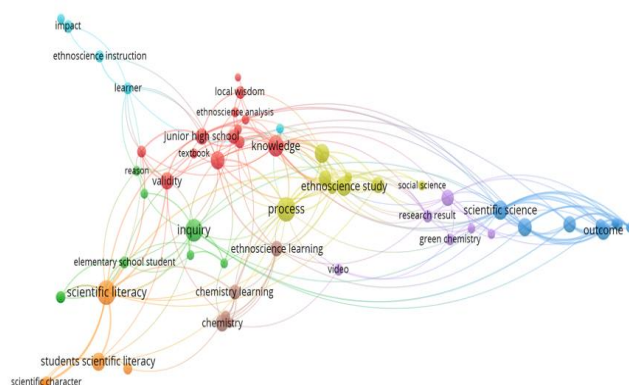 impact
ethnoscience instruction
learner
local wisdom
ethnoscience analysis
junior high school
knowledge
textbook
reason
validity
ethnoscience study
social science
process
research result
scientific science
inquiry
green chemistry
outcome
ethnoscience learning
elementary school student
video
scientific literacy
chemistry learning
chemistry
students scientific literacy
scientific character